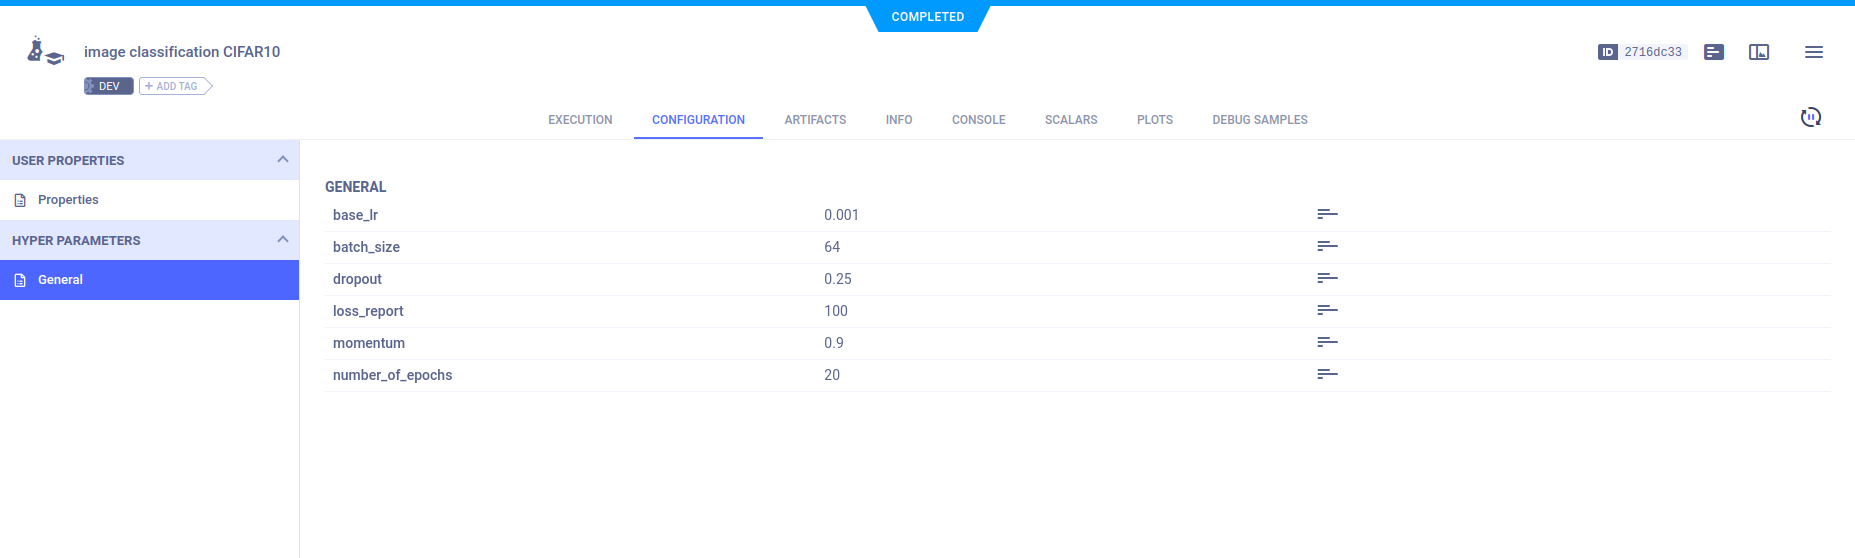 COMPLETED
image classification CIFAR10
ID 2716dc33
DEV + ADD TAG
EXECUTION CONFIGURATION ARTIFACTS INFO CONSOLE SCALARS PLOTS DEBUG SAMPLES
USER PROPERTIES
Properties
HYPER PARAMETERS
General
GENERAL
base_lr 0.001
batch_size 64
dropout 0.25
loss_report 100
momentum 0.9
number_of_epochs 20